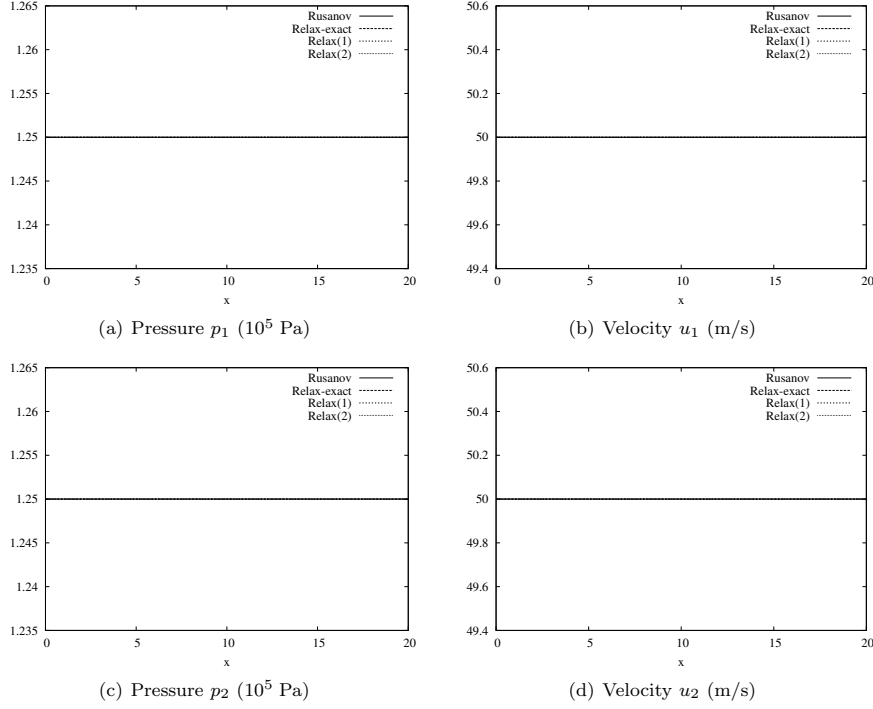 1.265
1.26
1.255
1.25
1.245
1.24
1.235
0
5
10
15
20
x
Rusanov
Relax-exact
Relax(1)
Relax(2)
(a) Pressure p₁ (10⁵ Pa)
50.6
50.4
50.2
50
49.8
49.6
49.4
0
5
10
15
20
x
Rusanov
Relax-exact
Relax(1)
Relax(2)
(b) Velocity u₁ (m/s)
1.265
1.26
1.255
1.25
1.245
1.24
1.235
0
5
10
15
20
x
Rusanov
Relax-exact
Relax(1)
Relax(2)
(c) Pressure p₂ (10⁵ Pa)
50.6
50.4
50.2
50
49.8
49.6
49.4
0
5
10
15
20
x
Rusanov
Relax-exact
Relax(1)
Relax(2)
(d) Velocity u₂ (m/s)